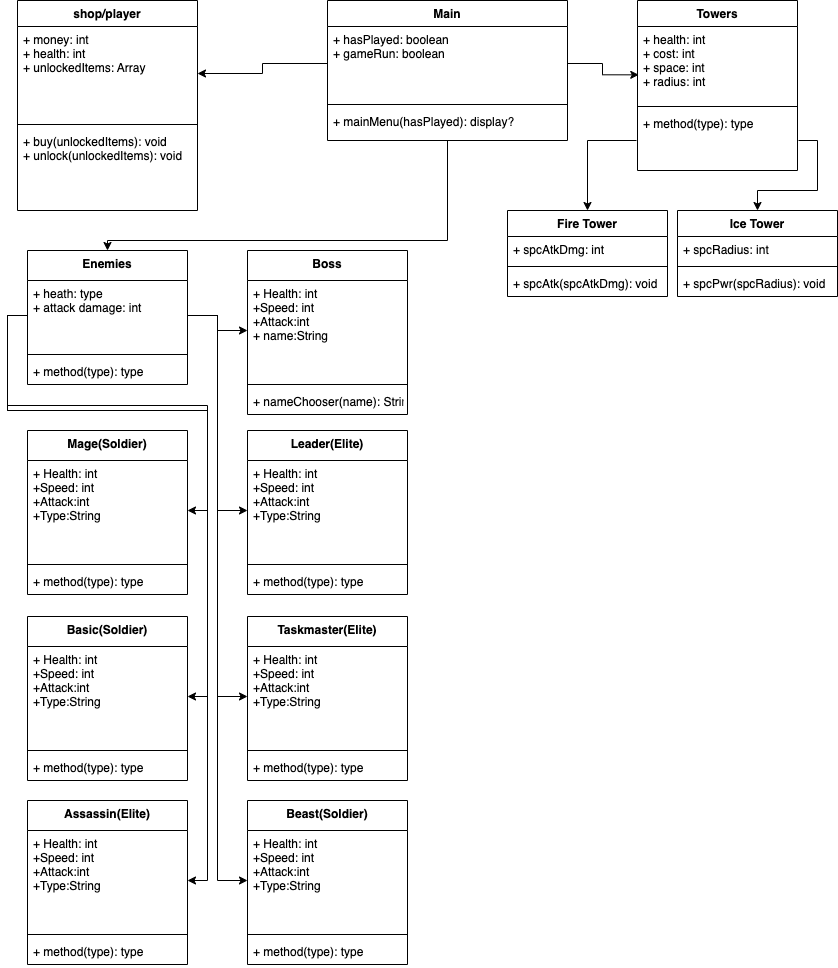 shop/player
+ money: int
+ health: int
+ unlockedItems: Array
+ buy(unlockedItems): void
+ unlock(unlockedItems): void
Main
+ hasPlayed: boolean
+ gameRun: boolean
+ mainMenu(hasPlayed): display?
Towers
+ health: int
+ cost: int
+ space: int
+ radius: int
+ method(type): type
Fire Tower
+ spcAtkDmg: int
+ spcAtk(spcAtkDmg): void
Ice Tower
+ spcRadius: int
+ spcPwr(spcRadius): void
Enemies
+ heath: type
+ attack damage: int
+ method(type): type
Boss
+ Health: int
+Speed: int
+Attack:int
+ name:String
+ nameChooser(name): Stri
Mage(Soldier)
+ Health: int
+Speed: int
+Attack:int
+Type:String
+ method(type): type
Leader(Elite)
+ Health: int
+Speed: int
+Attack:int
+Type:String
+ method(type): type
Basic(Soldier)
+ Health: int
+Speed: int
+Attack:int
+Type:String
+ method(type): type
Taskmaster(Elite)
+ Health: int
+Speed: int
+Attack:int
+Type:String
+ method(type): type
Assassin(Elite)
+ Health: int
+Speed: int
+Attack:int
+Type:String
+ method(type): type
Beast(Soldier)
+ Health: int
+Speed: int
+Attack:int
+Type:String
+ method(type): type